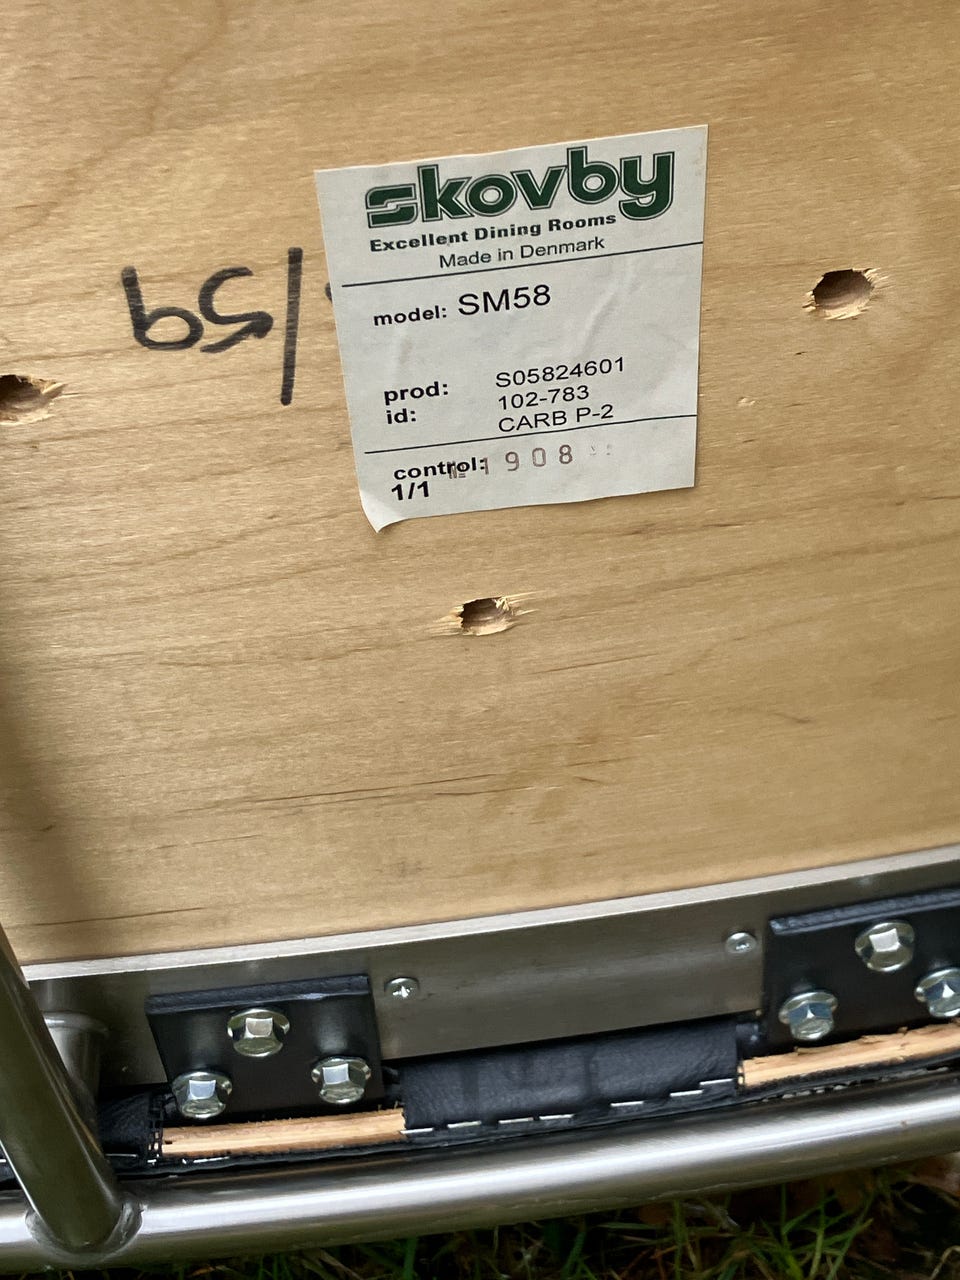 skovby
Excellent Dining Rooms
Made in Denmark
model: SM58
prod: S05824601
id: 102-783
CARB P-2
control: № 1908
1/1